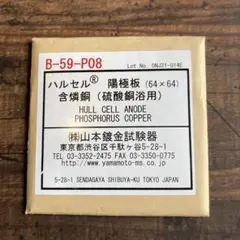 B-59-P08
Lot No. 0NJ21-014E
ハルセル® 陽極板(64×64)
含燐銅(硫酸銅浴用)
HULL CELL ANODE
PHOSPHORUS COPPER
㈱山本鍍金試験器
東京都渋谷区千駄ヶ谷5-28-1
TEL 03-3352-2475 FAX 03-3350-0775
http://www.yamamoto-ms.co.jp
5-28-1 SENDAGAYA SHIBUYA-KU TOKYO JAPAN